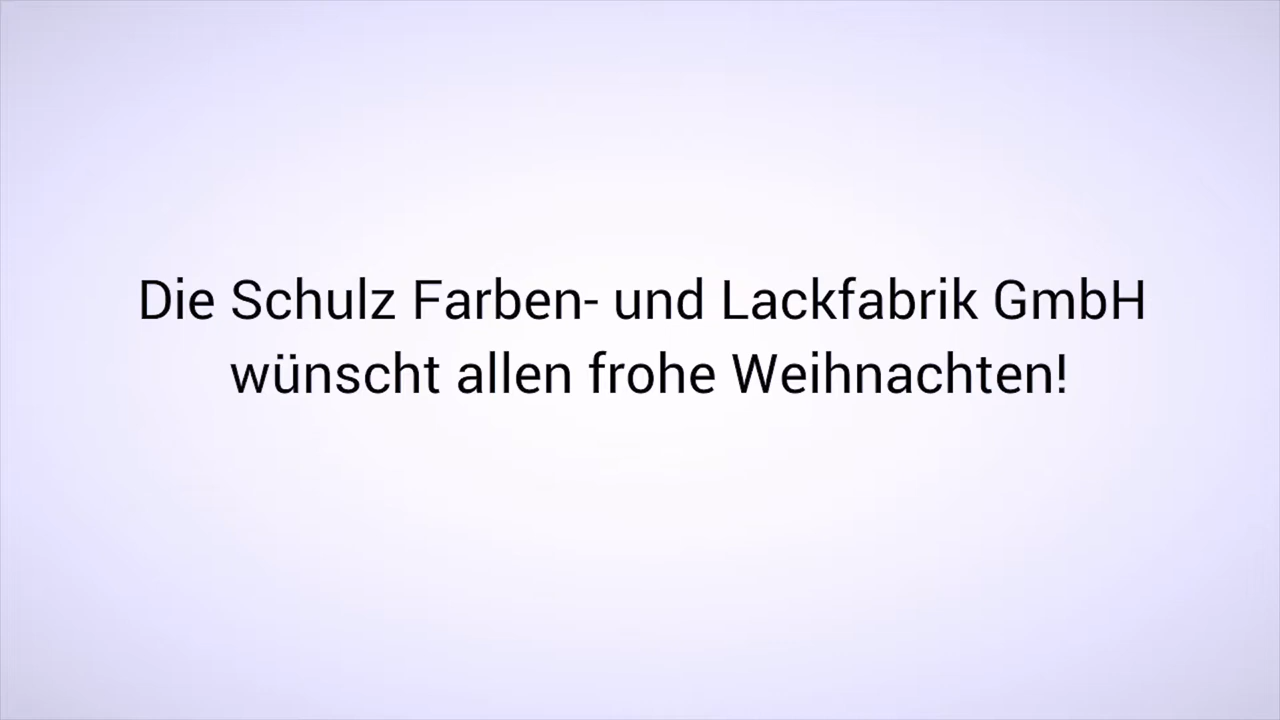 Die Schulz Farben- und Lackfabrik GmbH
wünscht allen frohe Weihnachten!